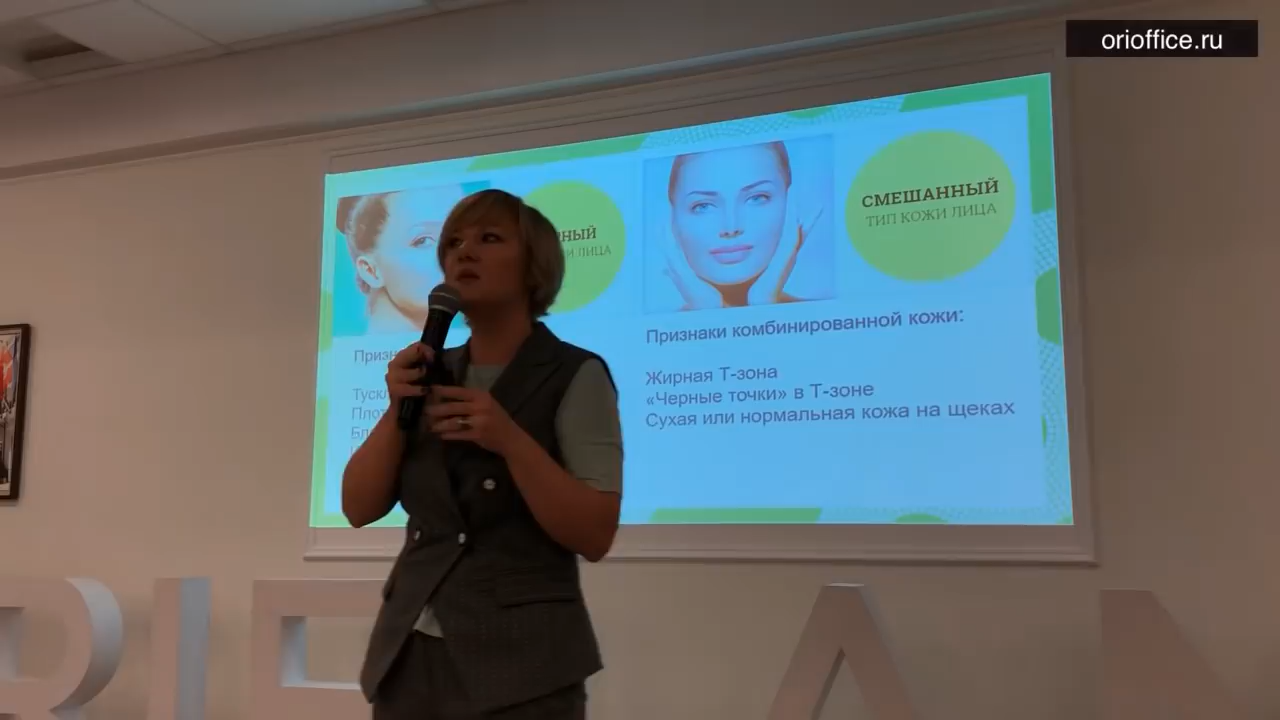 orioffice.ru
СМЕШАННЫЙ
ТИП КОЖИ ЛИЦА
ЛИЦА
Признаки комбинированной кожи:
Жирная Т-зона
«Черные точки» в Т-зоне
Сухая или нормальная кожа на щеках